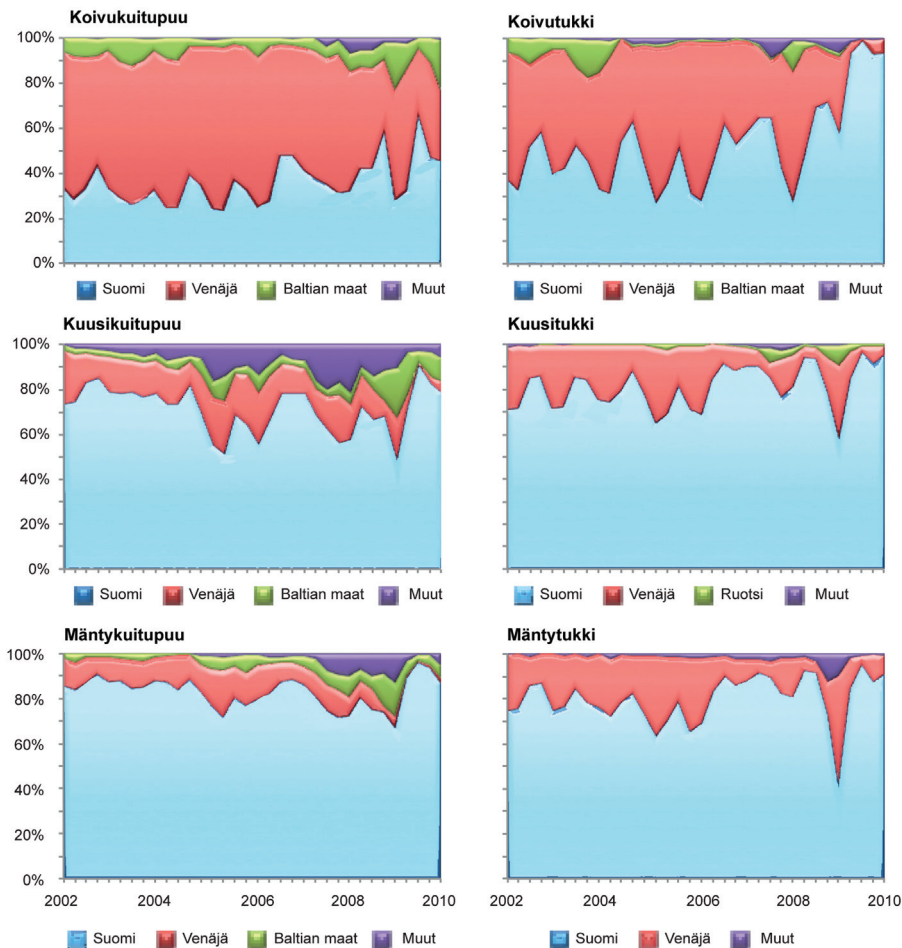 Koivukuitupuu
100%
80%
60%
40%
20%
0%
Suomi Venäjä Baltian maat Muut
Koivutukki
Suomi Venäjä Baltian maat Muut
Kuusikuitupuu
100%
80%
60%
40%
20%
0%
Suomi Venäjä Baltian maat Muut
Kuusitukki
Suomi Venäjä Ruotsi Muut
Mäntykuitupuu
100%
80%
60%
40%
20%
0%
2002 2004 2006 2008 2010
Suomi Venäjä Baltian maat Muut
Mäntytukki
2002 2004 2006 2008 2010
Suomi Venäjä Muut